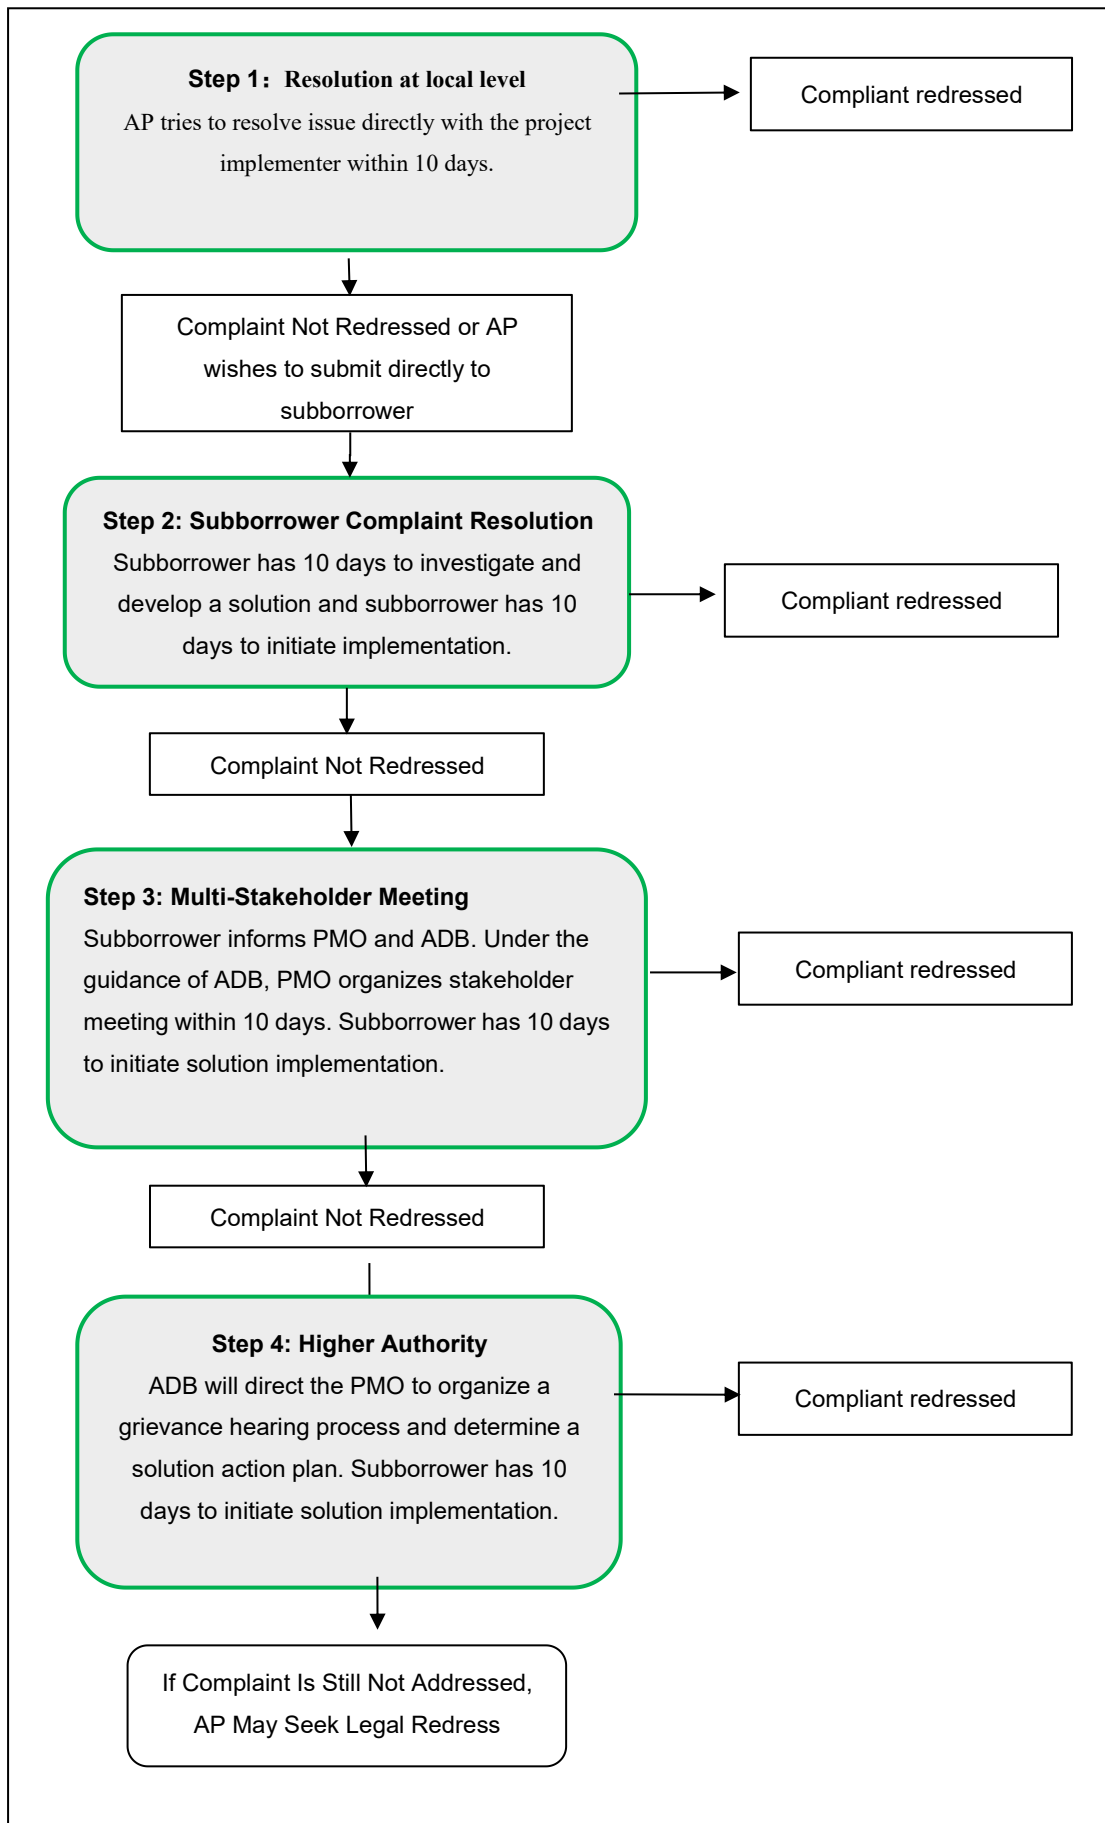 Step 1：Resolution at local level
AP tries to resolve issue directly with the project
implementer within 10 days.
Compliant redressed
Complaint Not Redressed or AP
wishes to submit directly to
subborrower
Step 2: Subborrower Complaint Resolution
Subborrower has 10 days to investigate and
develop a solution and subborrower has 10
days to initiate implementation.
Compliant redressed
Complaint Not Redressed
Step 3: Multi-Stakeholder Meeting
Subborrower informs PMO and ADB. Under the
guidance of ADB, PMO organizes stakeholder
meeting within 10 days. Subborrower has 10 days
to initiate solution implementation.
Compliant redressed
Complaint Not Redressed
Step 4: Higher Authority
ADB will direct the PMO to organize a
grievance hearing process and determine a
solution action plan. Subborrower has 10
days to initiate solution implementation.
Compliant redressed
If Complaint Is Still Not Addressed,
AP May Seek Legal Redress